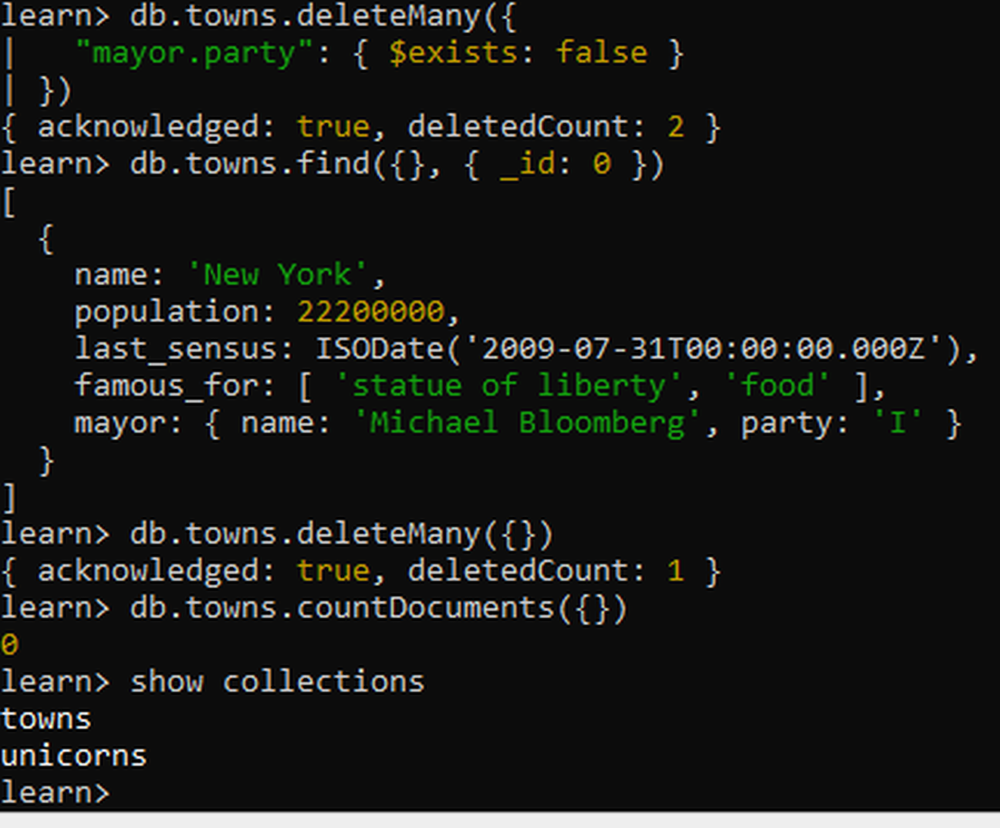 learn> db.towns.deleteMany({
|   "mayor.party": { $exists: false }
| })
{ acknowledged: true, deletedCount: 2 }
learn> db.towns.find({}, { _id: 0 })
[
  {
    name: 'New York',
    population: 22200000,
    last_sensus: ISODate('2009-07-31T00:00:00.000Z'),
    famous_for: [ 'statue of liberty', 'food' ],
    mayor: { name: 'Michael Bloomberg', party: 'I' }
  }
]
learn> db.towns.deleteMany({})
{ acknowledged: true, deletedCount: 1 }
learn> db.towns.countDocuments({})
0
learn> show collections
towns
unicorns
learn>